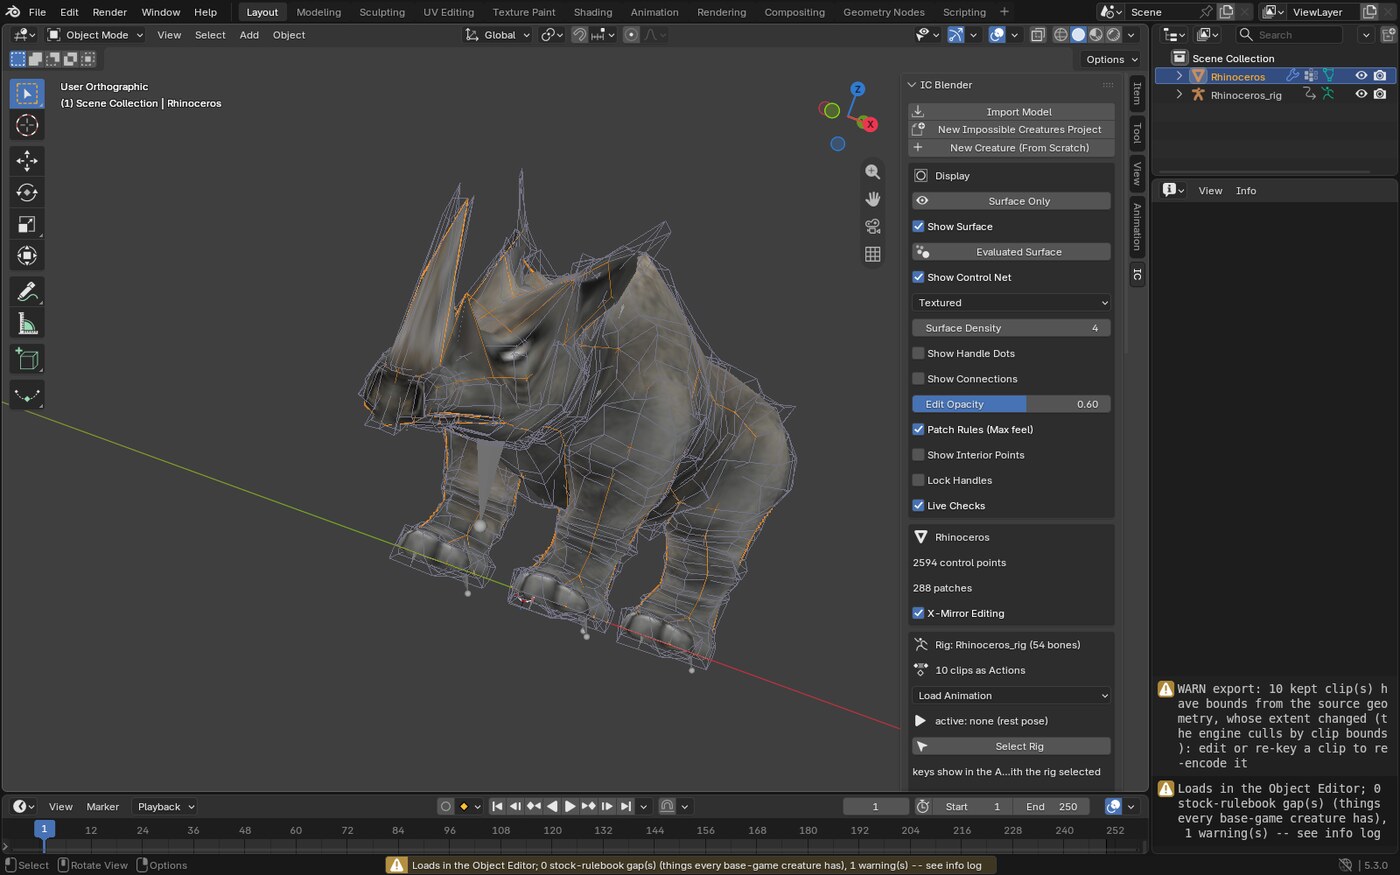 File Edit Render Window Help Layout Modeling Sculpting UV Editing Texture Paint Shading Animation Rendering Compositing Geometry Nodes Scripting + Scene ViewLayer
Object Mode View Select Add Object Global Search
Options
User Orthographic
(1) Scene Collection | Rhinoceros
Z
X
IC Blender
Import Model
New Impossible Creatures Project
New Creature (From Scratch)
Display
Surface Only
Show Surface
Evaluated Surface
Show Control Net
Textured
Surface Density 4
Show Handle Dots
Show Connections
Edit Opacity 0.60
Patch Rules (Max feel)
Show Interior Points
Lock Handles
Live Checks
Rhinoceros
2594 control points
288 patches
X-Mirror Editing
Rig: Rhinoceros_rig (54 bones)
10 clips as Actions
Load Animation
active: none (rest pose)
Select Rig
keys show in the A...ith the rig selected
Item
Tool
View
Animation
IC
Scene Collection
Rhinoceros
Rhinoceros_rig
View Info
WARN export: 10 kept clip(s) h
ave bounds from the source geo
metry, whose extent changed (t
he engine culls by clip bounds
): edit or re-key a clip to re
-encode it
Loads in the Object Editor; 0
stock-rulebook gap(s) (things
every base-game creature has),
1 warning(s) -- see info log
View Marker Playback 1 Start 1 End 250
1 12 24 36 48 60 72 84 96 108 120 132 144 156 168 180 192 204 216 228 240 252
Select Rotate View Options Loads in the Object Editor; 0 stock-rulebook gap(s) (things every base-game creature has), 1 warning(s) -- see info log 5.3.0